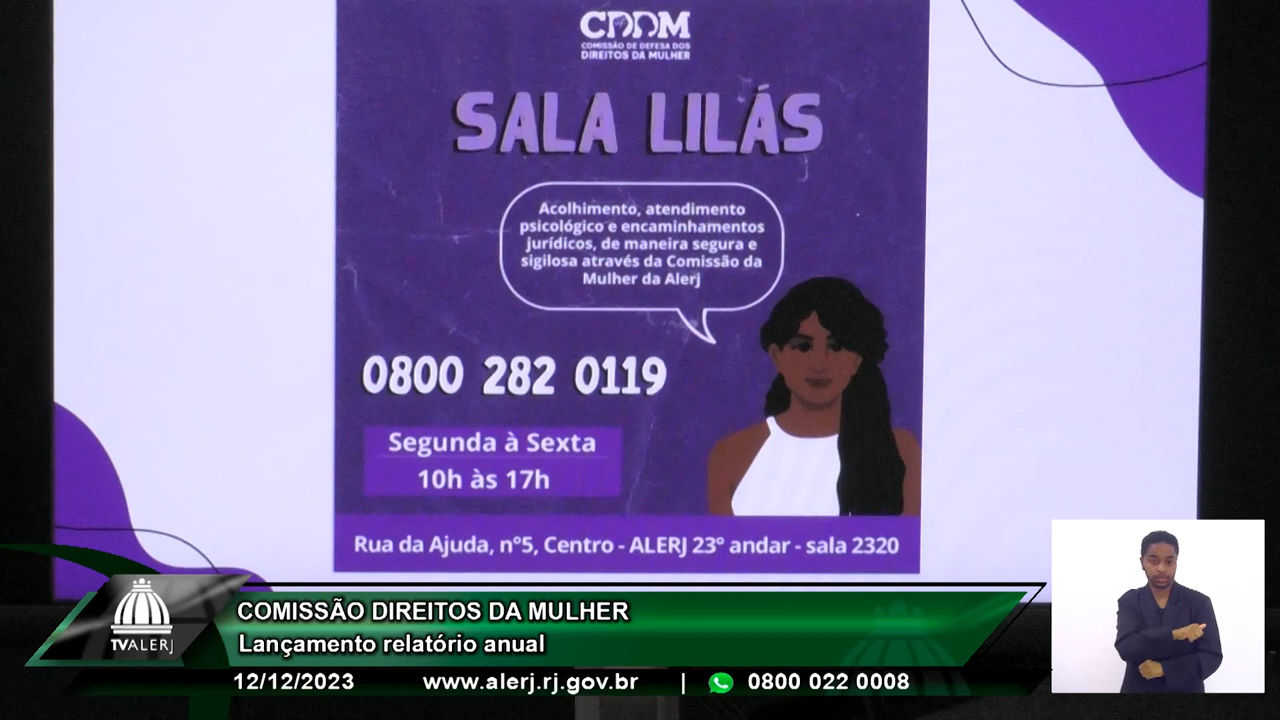 CDDM
COMISSÃO DE DEFESA DOS
DIREITOS DA MULHER
SALA LILÁS
Acolhimento, atendimento
psicológico e encaminhamentos
jurídicos, de maneira segura e
sigilosa através da Comissão da
Mulher da Alerj
0800 282 0119
Segunda à Sexta
10h às 17h
Rua da Ajuda, n°5, Centro - ALERJ 23° andar - sala 2320
TVALERJ
COMISSÃO DIREITOS DA MULHER
Lançamento relatório anual
12/12/2023 www.alerj.rj.gov.br | 0800 022 0008